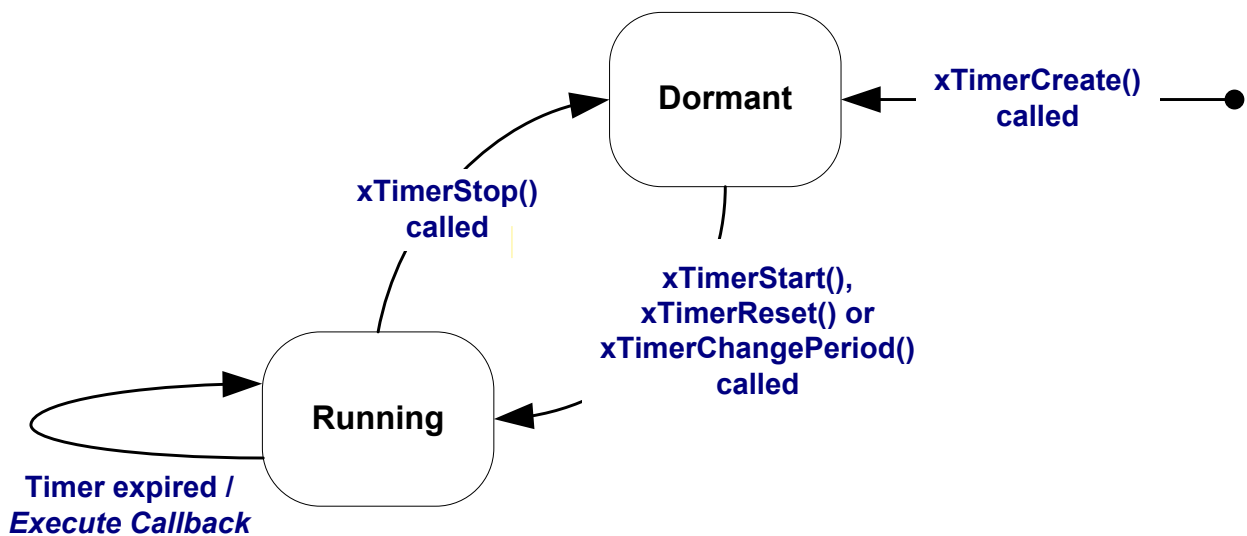 Dormant
xTimerCreate()
called
xTimerStop()
called
xTimerStart(),
xTimerReset() or
xTimerChangePeriod()
called
Running
Timer expired /
Execute Callback